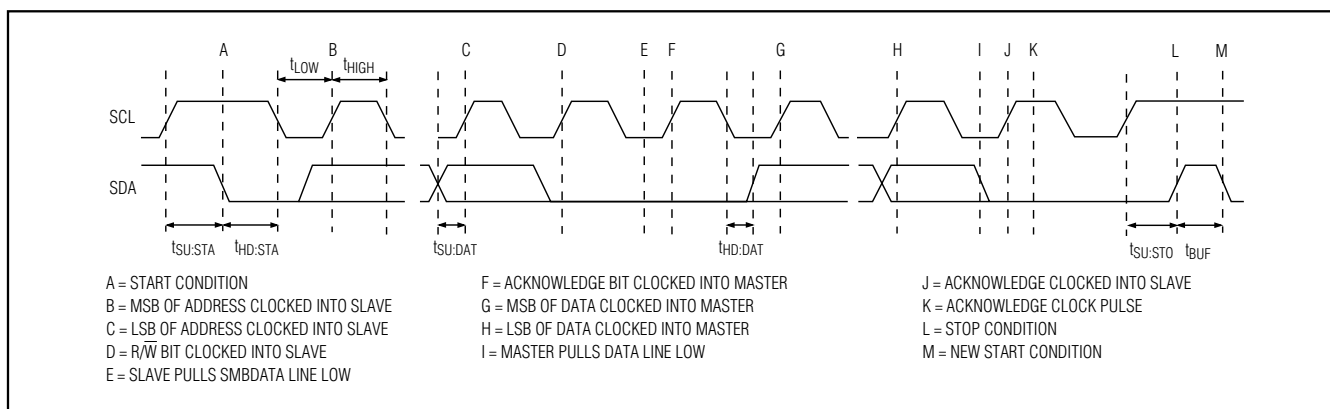 A B C D E F G H I J K L M
tLOW tHIGH
SCL
SDA
tSU:STA tHD:STA tSU:DAT tHD:DAT tSU:STO tBUF
A = START CONDITION
B = MSB OF ADDRESS CLOCKED INTO SLAVE
C = LSB OF ADDRESS CLOCKED INTO SLAVE
D = R/W̅ BIT CLOCKED INTO SLAVE
E = SLAVE PULLS SMBDATA LINE LOW
F = ACKNOWLEDGE BIT CLOCKED INTO MASTER
G = MSB OF DATA CLOCKED INTO MASTER
H = LSB OF DATA CLOCKED INTO MASTER
I = MASTER PULLS DATA LINE LOW
J = ACKNOWLEDGE CLOCKED INTO SLAVE
K = ACKNOWLEDGE CLOCK PULSE
L = STOP CONDITION
M = NEW START CONDITION